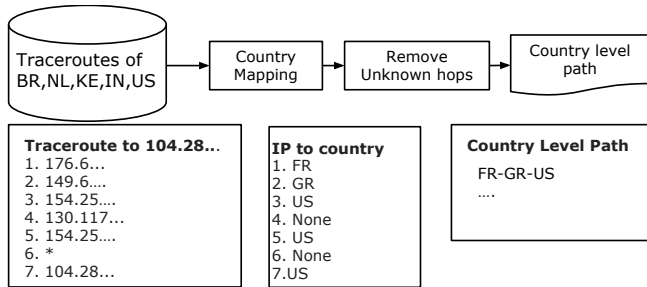 Traceroutes of
BR,NL,KE,IN,US
Country
Mapping
Remove
Unknown hops
Country level
path
Traceroute to 104.28...
1. 176.6...
2. 149.6....
3. 154.25....
4. 130.117...
5. 154.25....
6. *
7. 104.28...
IP to country
1. FR
2. GR
3. US
4. None
5. US
6. None
7.US
Country Level Path
FR-GR-US
....